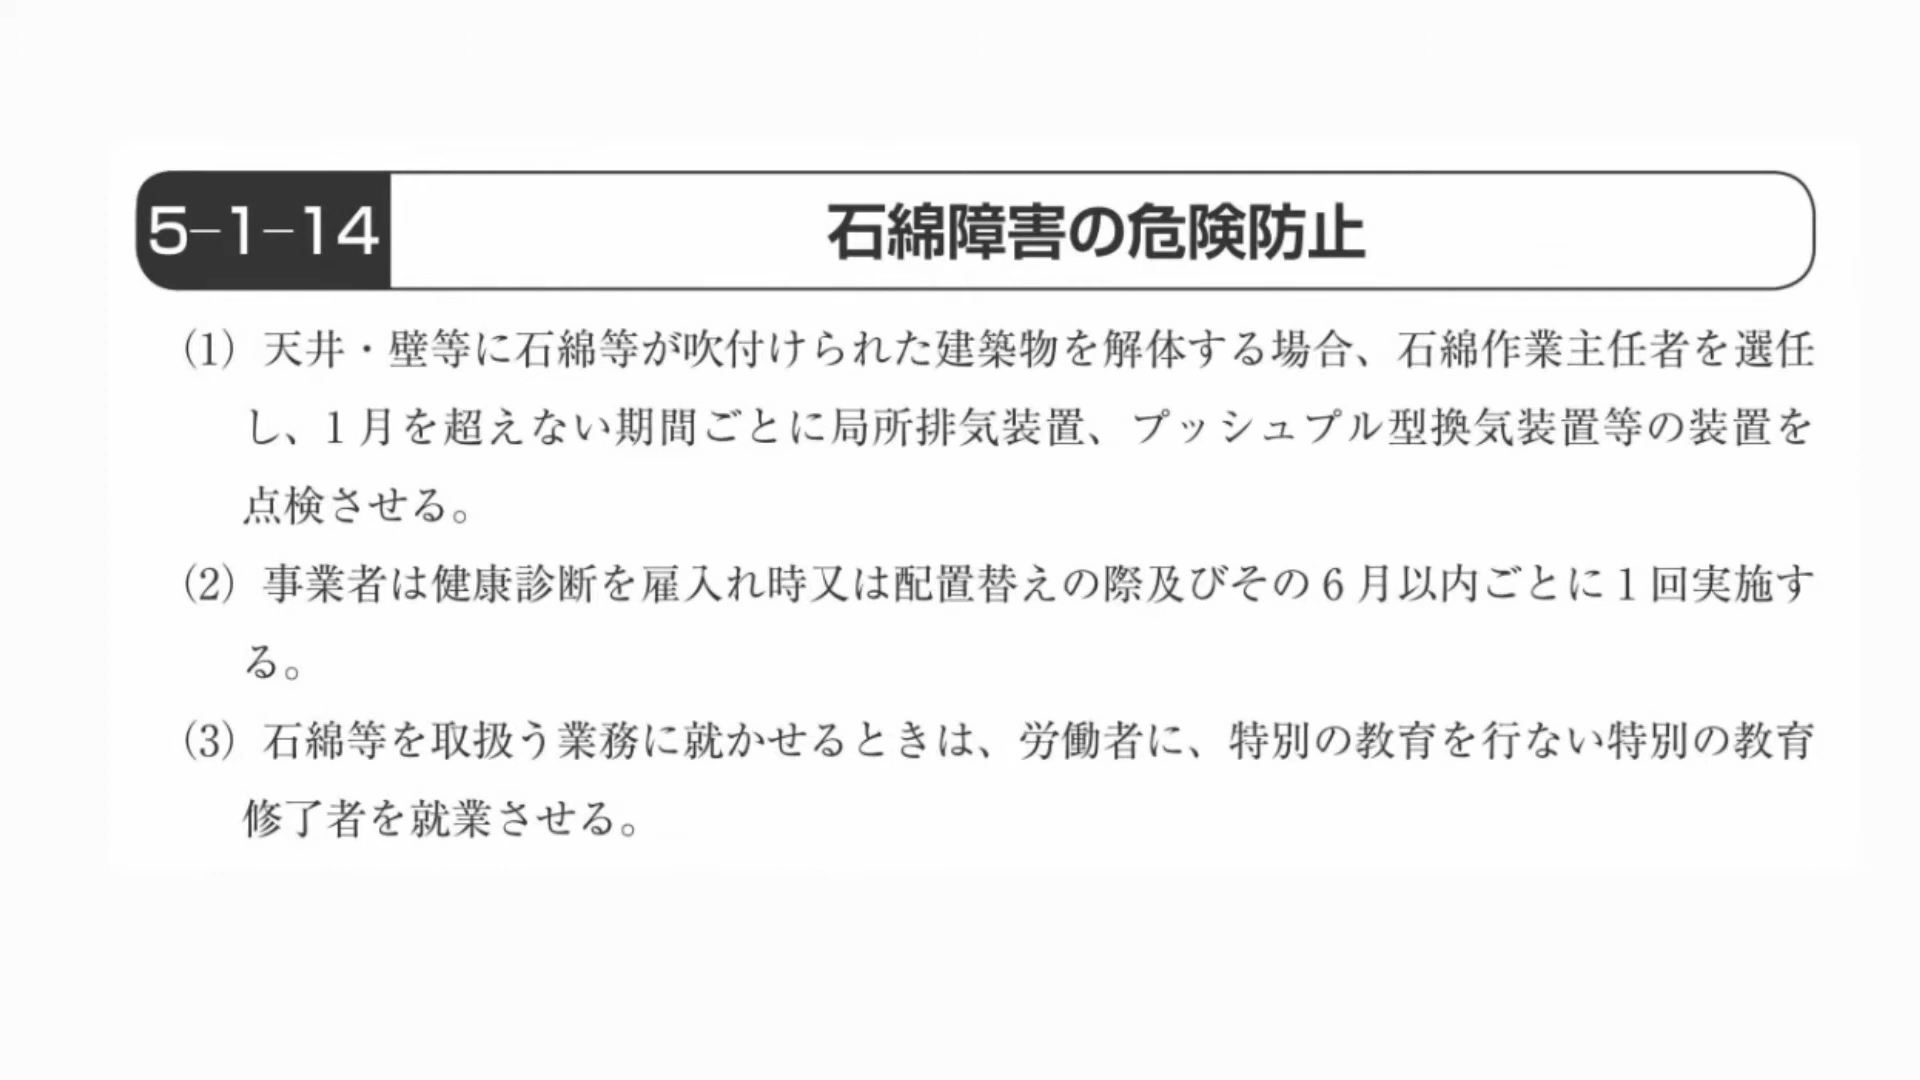 5-1-14 石綿障害の危険防止
(1) 天井・壁等に石綿等が吹付けられた建築物を解体する場合、石綿作業主任者を選任
し、1月を超えない期間ごとに局所排気装置、プッシュプル型換気装置等の装置を
点検させる。
(2) 事業者は健康診断を雇入れ時又は配置替えの際及びその6月以内ごとに1回実施す
る。
(3) 石綿等を取扱う業務に就かせるときは、労働者に、特別の教育を行ない特別の教育
修了者を就業させる。